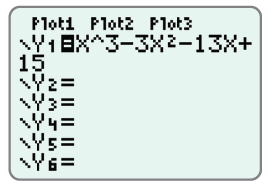 Plot1 Plot2 Plot3
\Y1=X^3-3X²-13X+
15
\Y2=
\Y3=
\Y4=
\Y5=
\Y6=